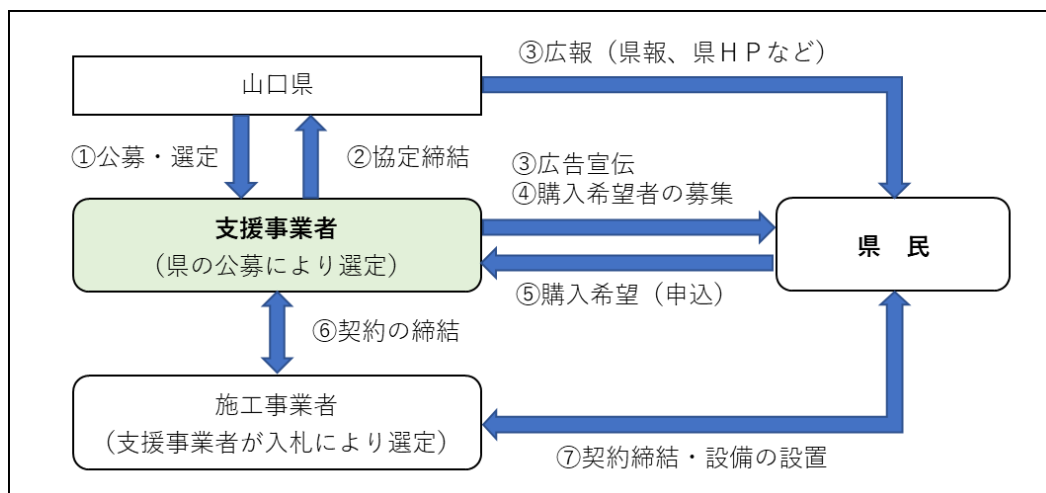 ③広報（県報、県ＨＰなど）
山口県
①公募・選定
②協定締結
③広告宣伝
④購入希望者の募集
支援事業者
（県の公募により選定）
県　民
⑤購入希望（申込）
⑥契約の締結
施工事業者
（支援事業者が入札により選定）
⑦契約締結・設備の設置